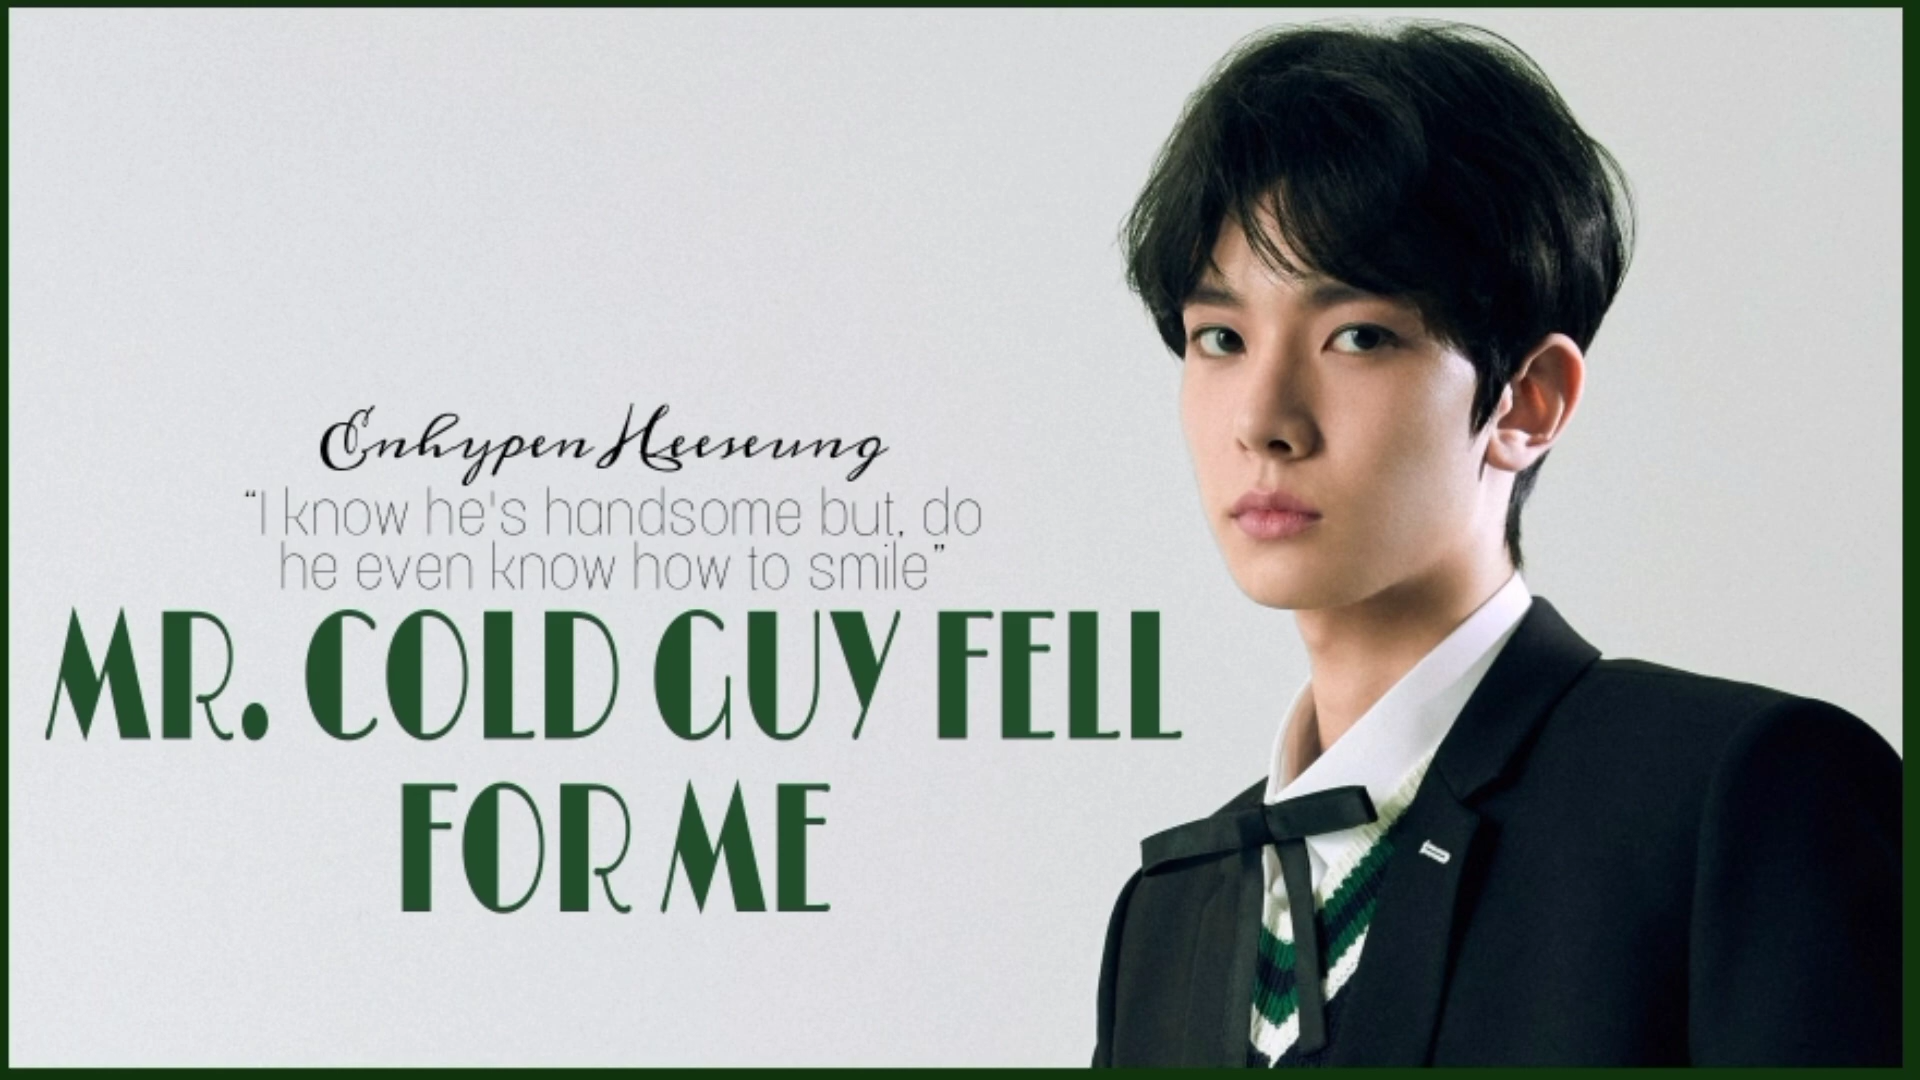 Enhypen Heeseung
“I know he's handsome but, do
he even know how to smile”
MR. COLD GUY FELL
FOR ME